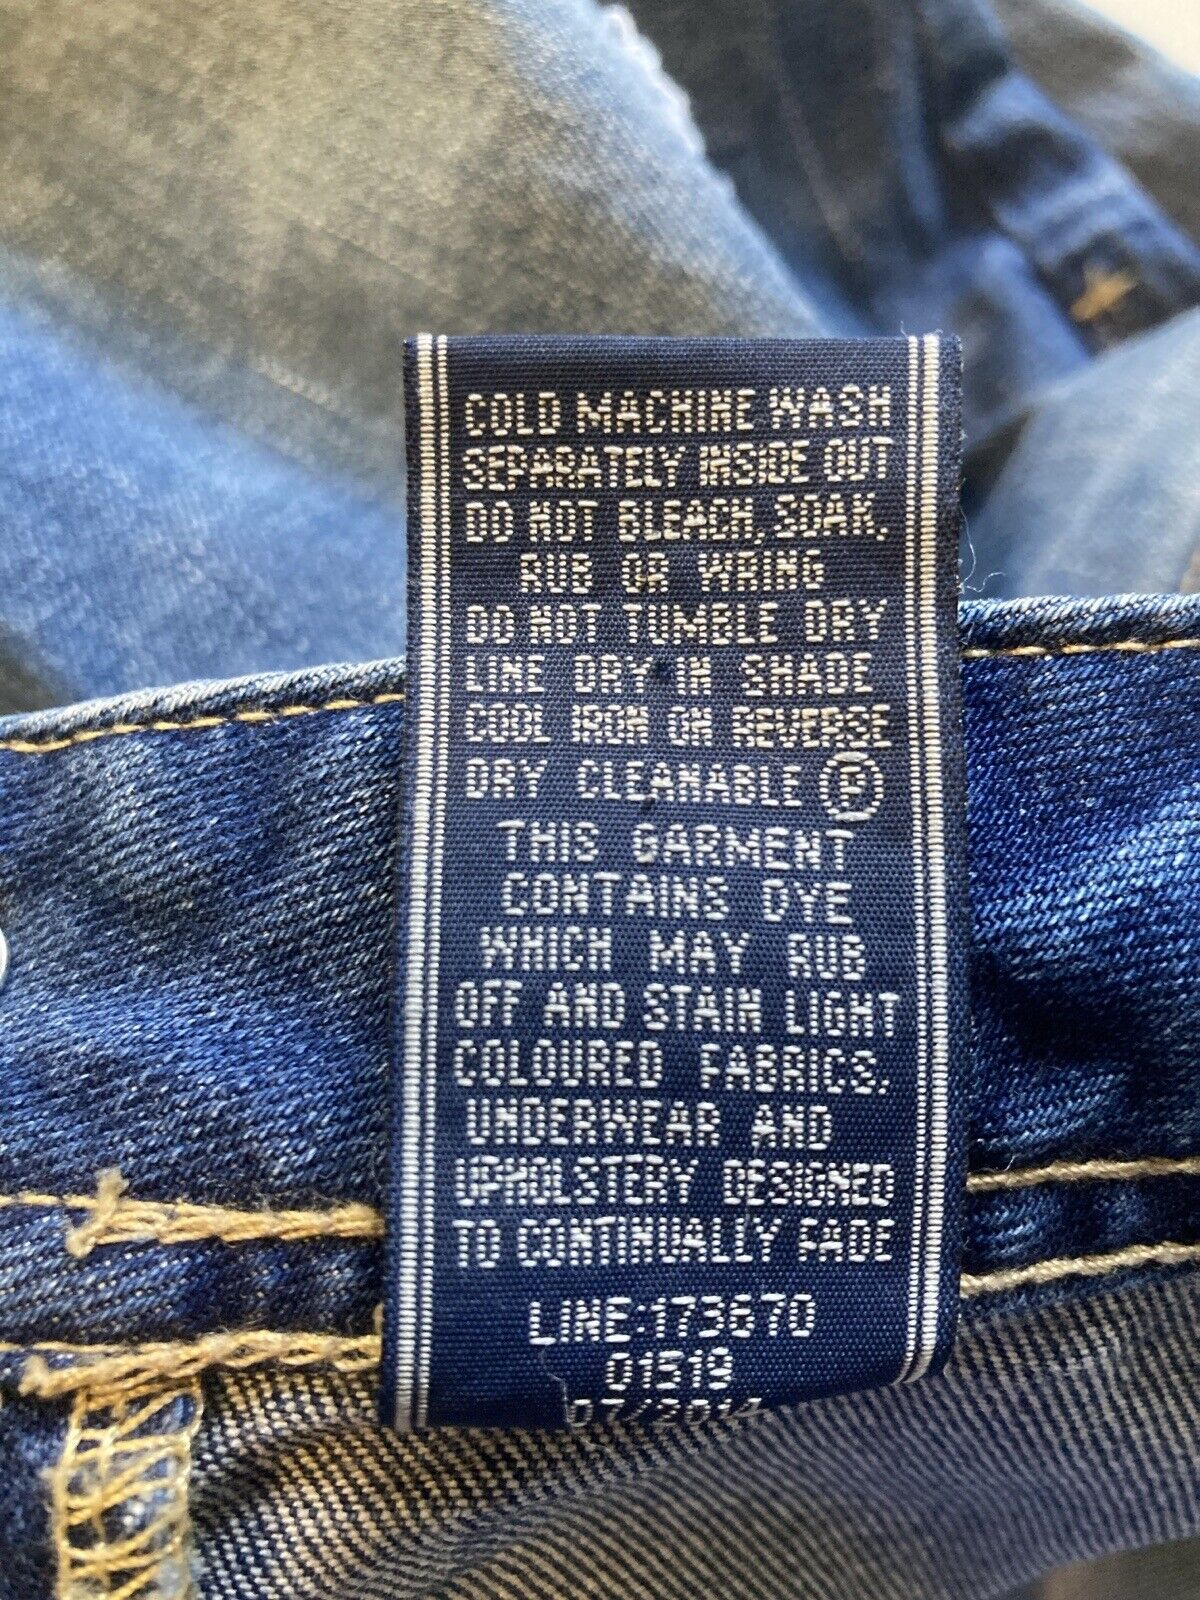 COLD MACHINE WASH
SEPARATELY INSIDE OUT
DO NOT BLEACH, SOAK,
RUB OR WRING
DO NOT TUMBLE DRY
LINE DRY IN SHADE
COOL IRON ON REVERSE
DRY CLEANABLE Ⓟ
THIS GARMENT
CONTAINS DYE
WHICH MAY RUB
OFF AND STAIN LIGHT
COLOURED FABRICS,
UNDERWEAR AND
UPHOLSTERY DESIGNED
TO CONTINUALLY FADE
LINE:173670
01519
07/2014